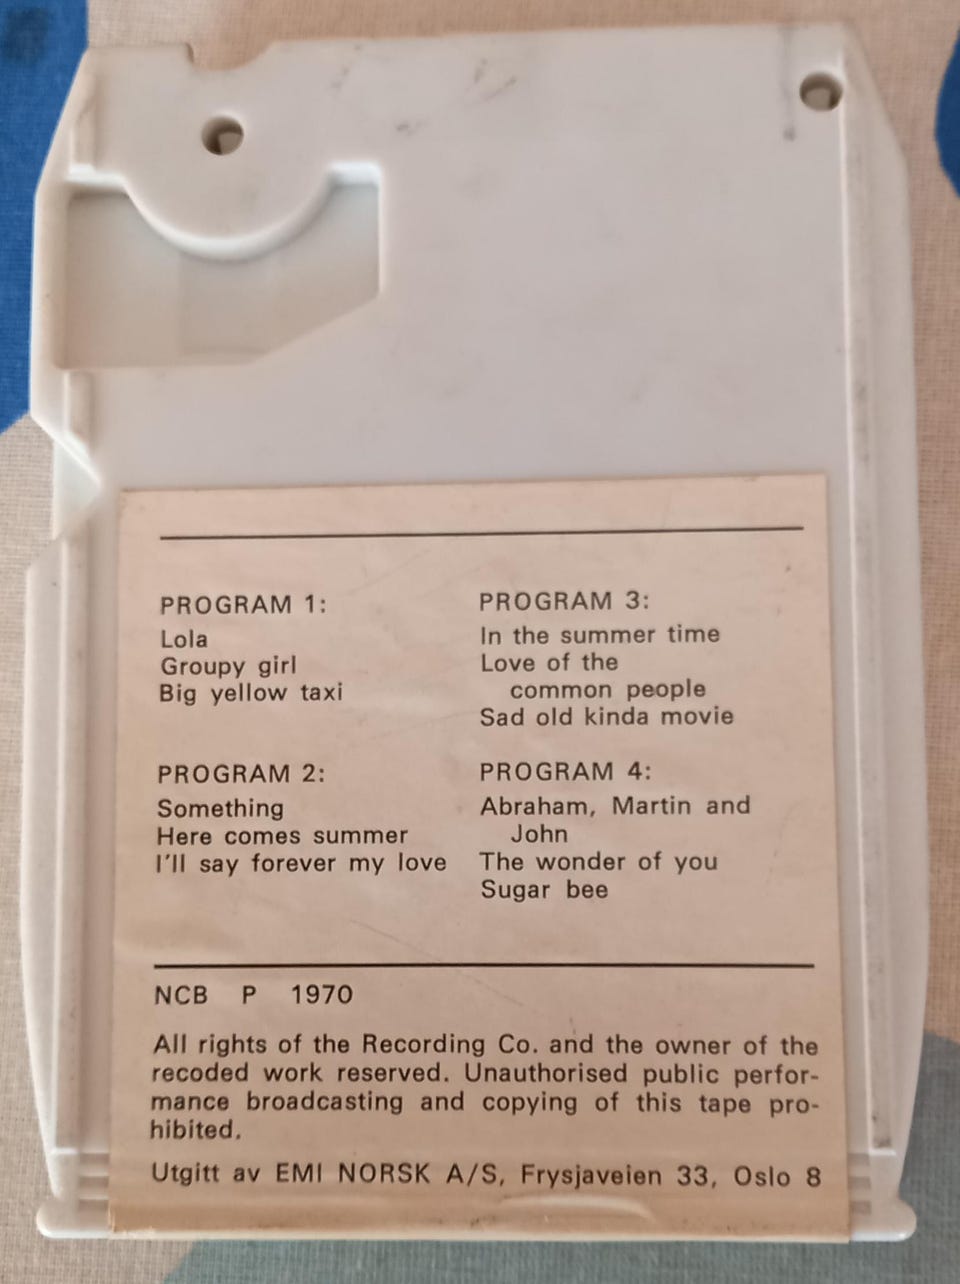 PROGRAM 1:
Lola
Groupy girl
Big yellow taxi
PROGRAM 2:
Something
Here comes summer
I'll say forever my love
PROGRAM 3:
In the summer time
Love of the
common people
Sad old kinda movie
PROGRAM 4:
Abraham, Martin and
John
The wonder of you
Sugar bee
NCB P 1970
All rights of the Recording Co. and the owner of the
recoded work reserved. Unauthorised public perfor-
mance broadcasting and copying of this tape pro-
hibited.
Utgitt av EMI NORSK A/S, Frysjaveien 33, Oslo 8